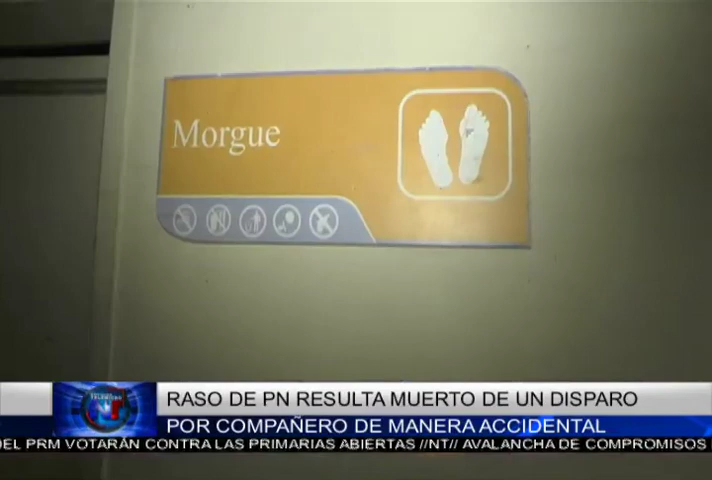 Morgue
RASO DE PN RESULTA MUERTO DE UN DISPARO
POR COMPAÑERO DE MANERA ACCIDENTAL
NT
DEL PRM VOTARÁN CONTRA LAS PRIMARIAS ABIERTAS //NT// AVALANCHA DE COMPROMISOS